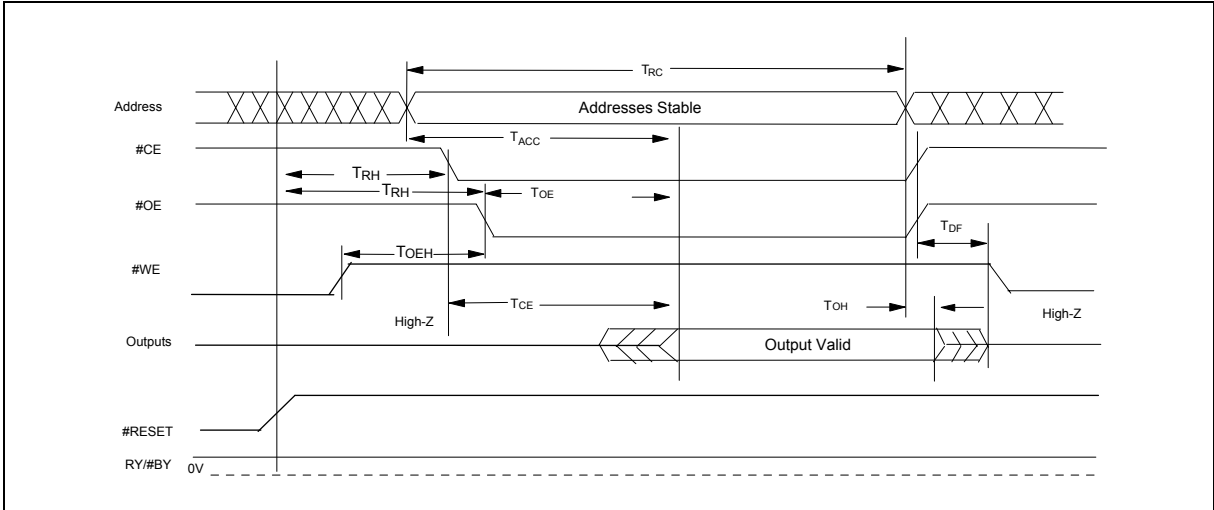 TRC
Address
Addresses Stable
TACC
#CE
TRH
TRH
TOE
#OE
TDF
TOEH
#WE
TCE
TOH
High-Z
High-Z
Outputs
Output Valid
#RESET
RY/#BY
0V